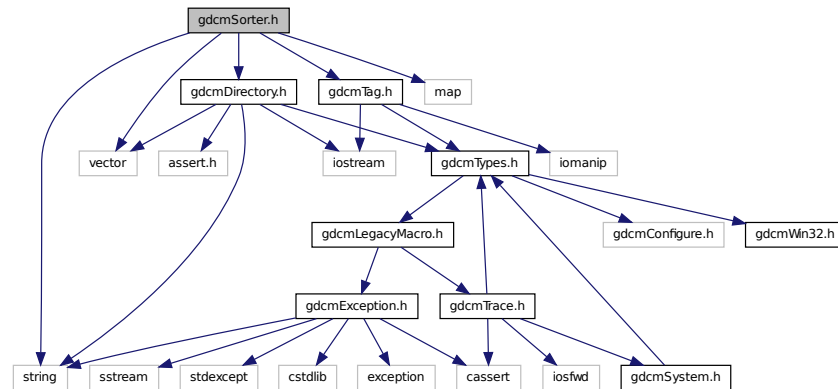 gdcmSorter.h
gdcmDirectory.h
gdcmTag.h
map
vector
assert.h
iostream
gdcmTypes.h
iomanip
gdcmLegacyMacro.h
gdcmConfigure.h
gdcmWin32.h
gdcmException.h
gdcmTrace.h
string
sstream
stdexcept
cstdlib
exception
cassert
iosfwd
gdcmSystem.h